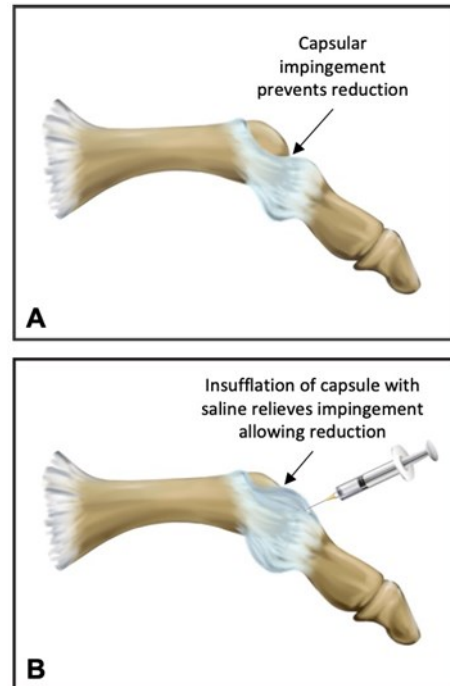 Capsular
impingement
prevents reduction
A
Insufflation of capsule with
saline relieves impingement
allowing reduction
B